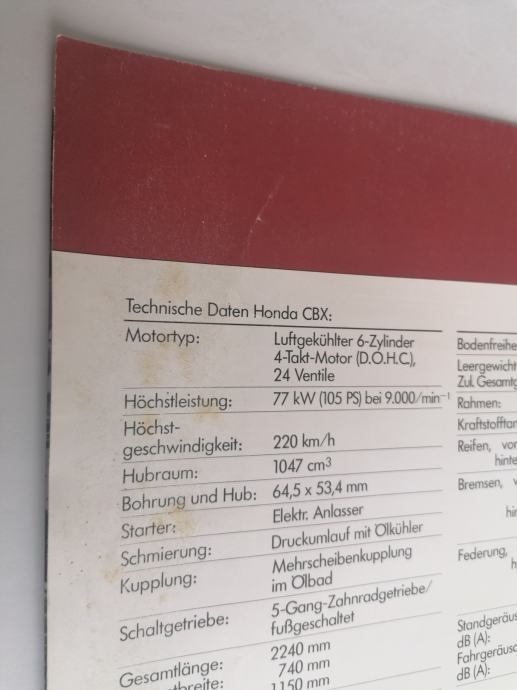 Technische Daten Honda CBX:
Motortyp: Luftgekühlter 6-Zylinder
4-Takt-Motor (D.O.H.C),
24 Ventile
Höchstleistung: 77 kW (105 PS) bei 9.000/min⁻¹
Höchst-
geschwindigkeit: 220 km/h
Hubraum: 1047 cm³
Bohrung und Hub: 64,5 x 53,4 mm
Starter: Elektr. Anlasser
Schmierung: Druckumlauf mit Ölkühler
Kupplung: Mehrscheibenkupplung
im Ölbad
Schaltgetriebe: 5-Gang-Zahnradgetriebe/
fußgeschaltet
Gesamtlänge: 2240 mm
tbreite: 740 mm
1150 mm
Bodenfreihe
Leergewicht
Zul. Gesamtg
Rahmen:
Kraftstofftan
Reifen, vor
hinte
Bremsen, v
hin
Federung,
h
Standgeräus
dB (A):
Fahrgeräusc
dB (A):